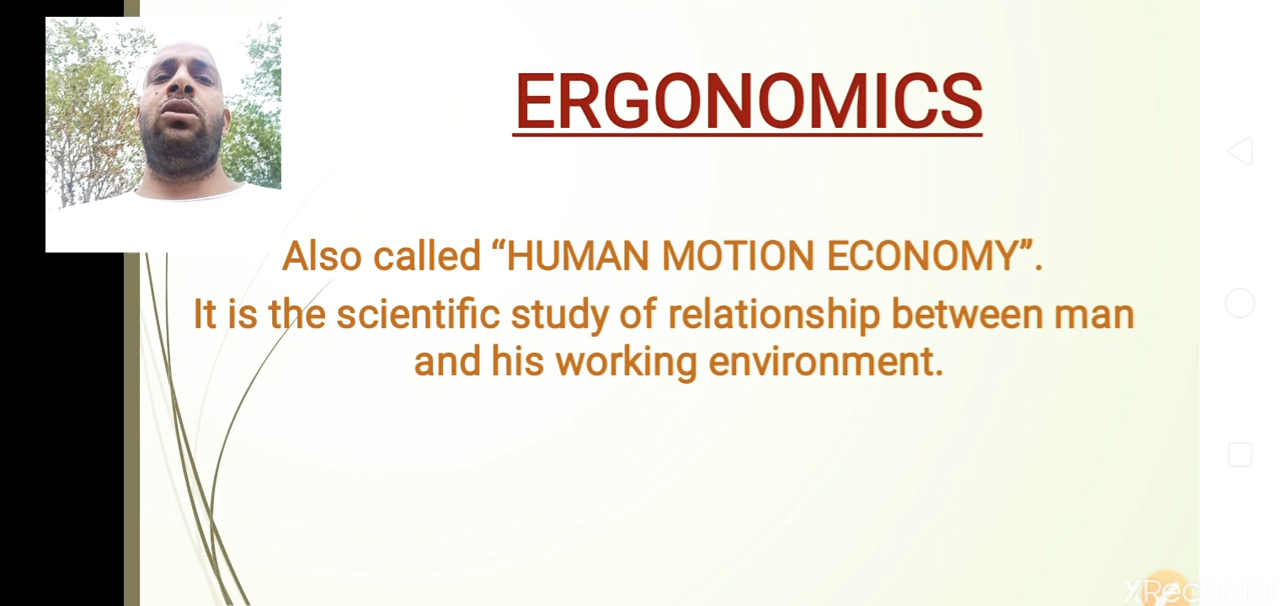 ERGONOMICS
Also called “HUMAN MOTION ECONOMY”.
It is the scientific study of relationship between man
and his working environment.
XRecorder